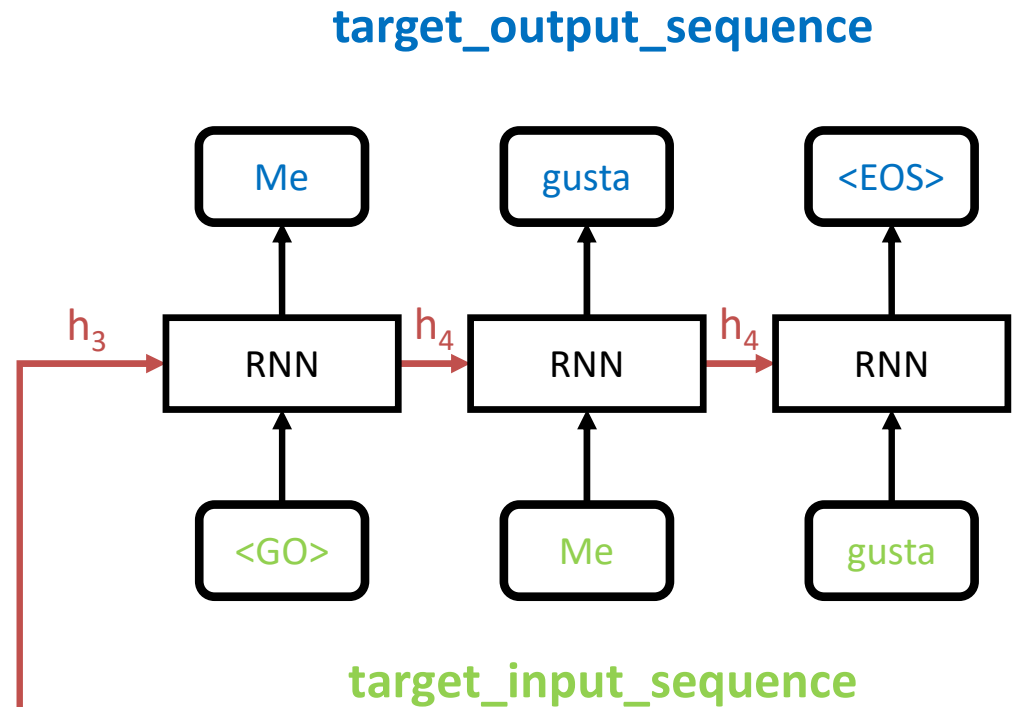 target_output_sequence
Me gusta <EOS>
h₃ h₄ h₄
RNN RNN RNN
<GO> Me gusta
target_input_sequence